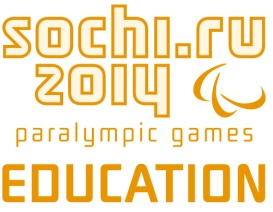 sochi.ru
2014
paralympic games
EDUCATION